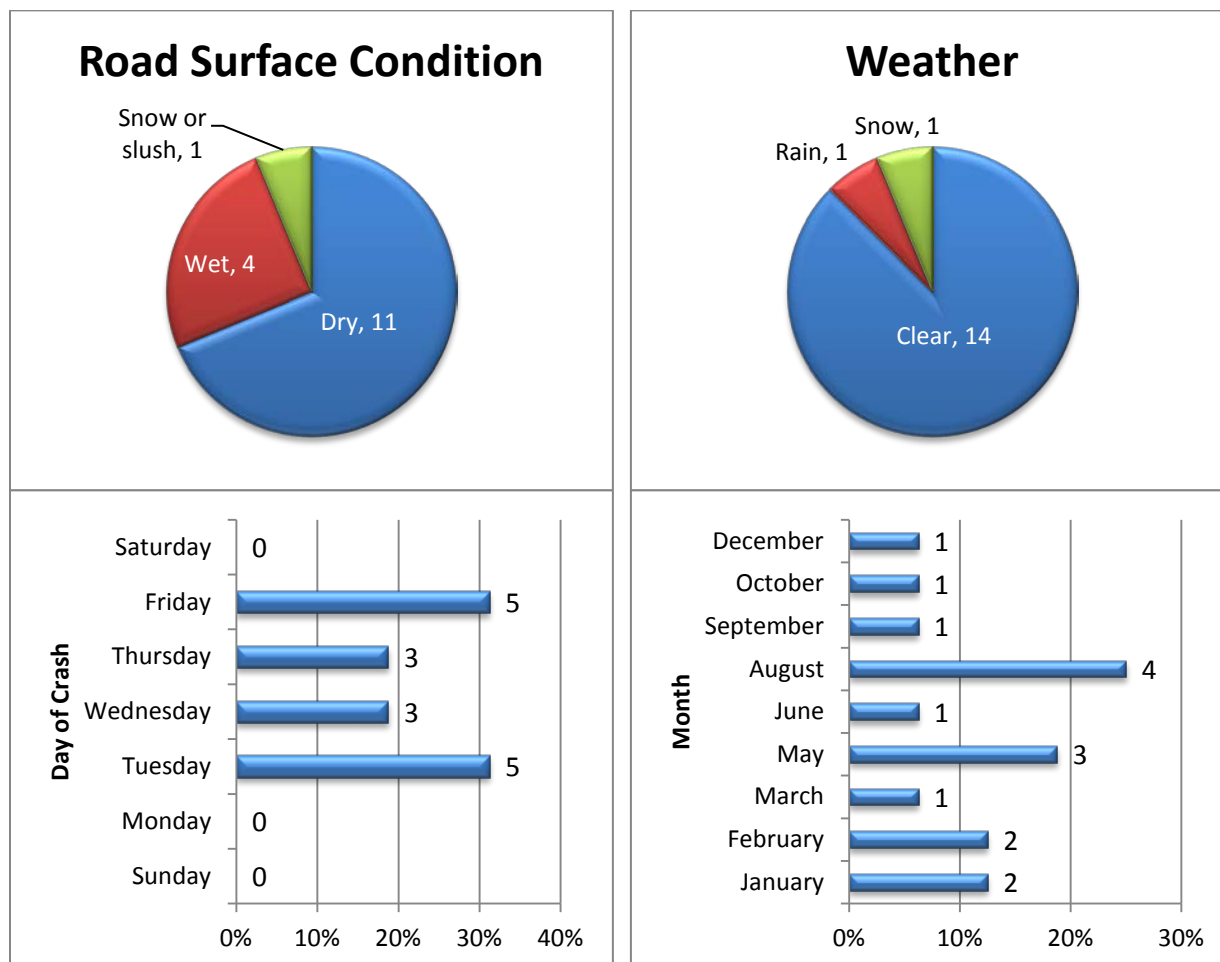 Road Surface Condition
Snow or
slush, 1
Wet, 4
Dry, 11
Weather
Snow, 1
Rain, 1
Clear, 14
Day of Crash
Saturday 0
Friday 5
Thursday 3
Wednesday 3
Tuesday 5
Monday 0
Sunday 0
0% 10% 20% 30% 40%
Month
December 1
October 1
September 1
August 4
June 1
May 3
March 1
February 2
January 2
0% 10% 20% 30%